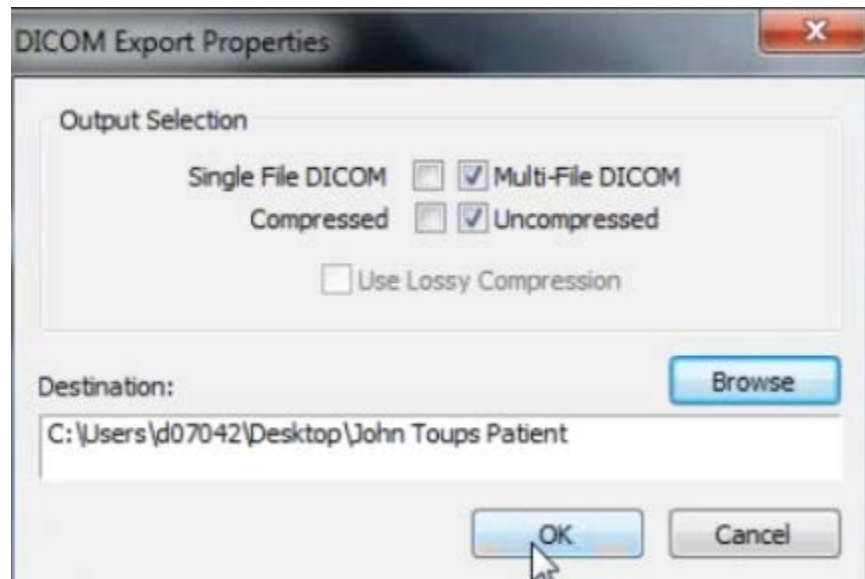 DICOM Export Properties
Output Selection
Single File DICOM Multi-File DICOM
Compressed Uncompressed
Use Lossy Compression
Browse
Destination:
C:\Users\d07042\Desktop\John Toups Patient
OK Cancel